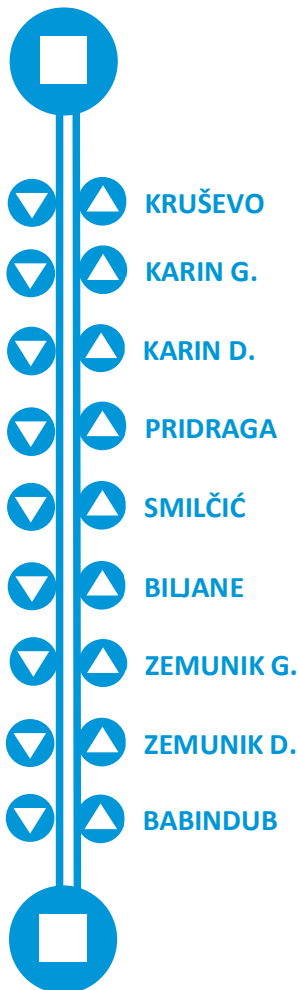 KRUŠEVO
KARIN G.
KARIN D.
PRIDRAGA
SMILČIĆ
BILJANE
ZEMUNIK G.
ZEMUNIK D.
BABINDUB